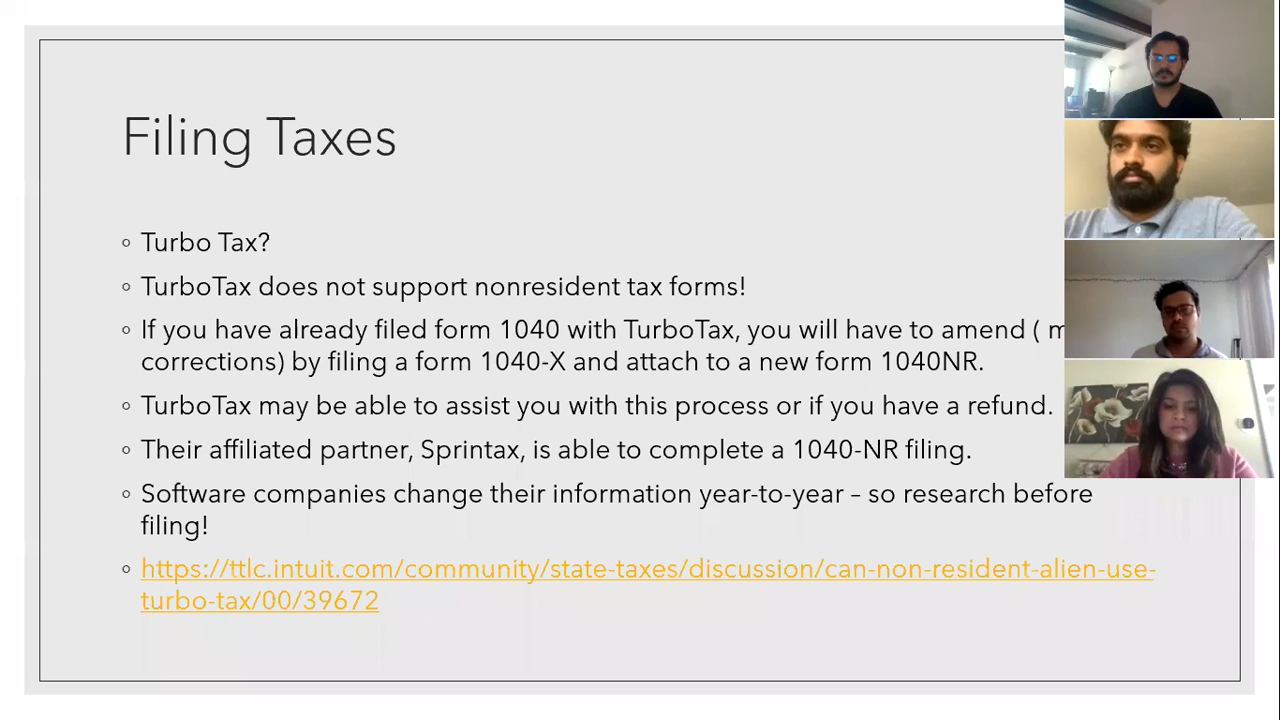 Filing Taxes
◦ Turbo Tax?
◦ TurboTax does not support nonresident tax forms!
◦ If you have already filed form 1040 with TurboTax, you will have to amend (
corrections) by filing a form 1040-X and attach to a new form 1040NR.
◦ TurboTax may be able to assist you with this process or if you have a refund.
◦ Their affiliated partner, Sprintax, is able to complete a 1040-NR filing.
◦ Software companies change their information year-to-year – so research before
filing!
◦ https://ttlc.intuit.com/community/state-taxes/discussion/can-non-resident-alien-use-
turbo-tax/00/39672